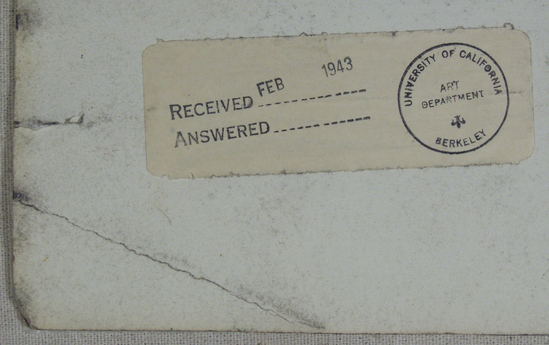 RECEIVED FEB 1943
ANSWERED
UNIVERSITY OF CALIFORNIA
ART
DEPARTMENT
BERKELEY